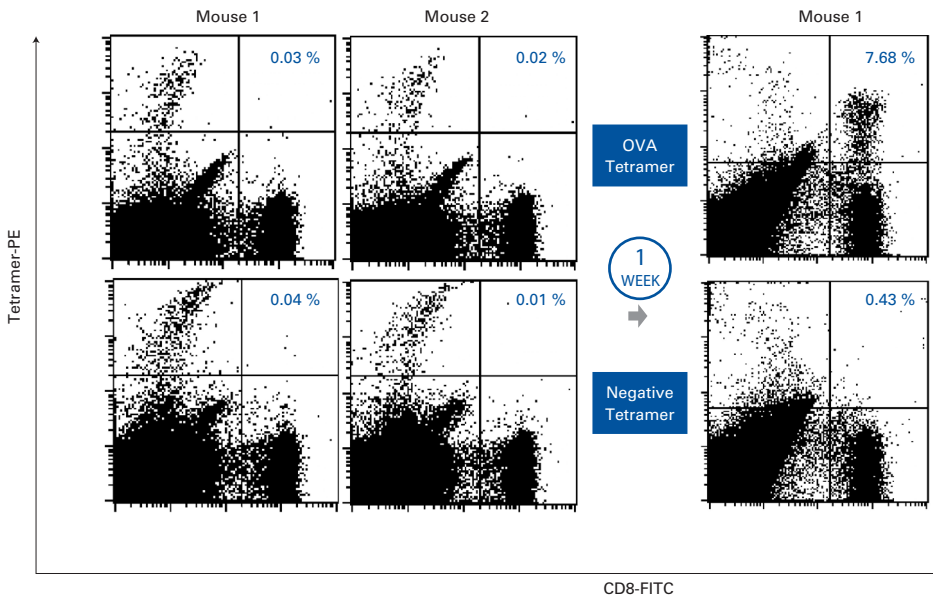 Mouse 1
Mouse 2
Mouse 1
0.03 %
0.02 %
7.68 %
OVA
Tetramer
1
WEEK
0.04 %
0.01 %
0.43 %
Negative
Tetramer
Tetramer-PE
CD8-FITC